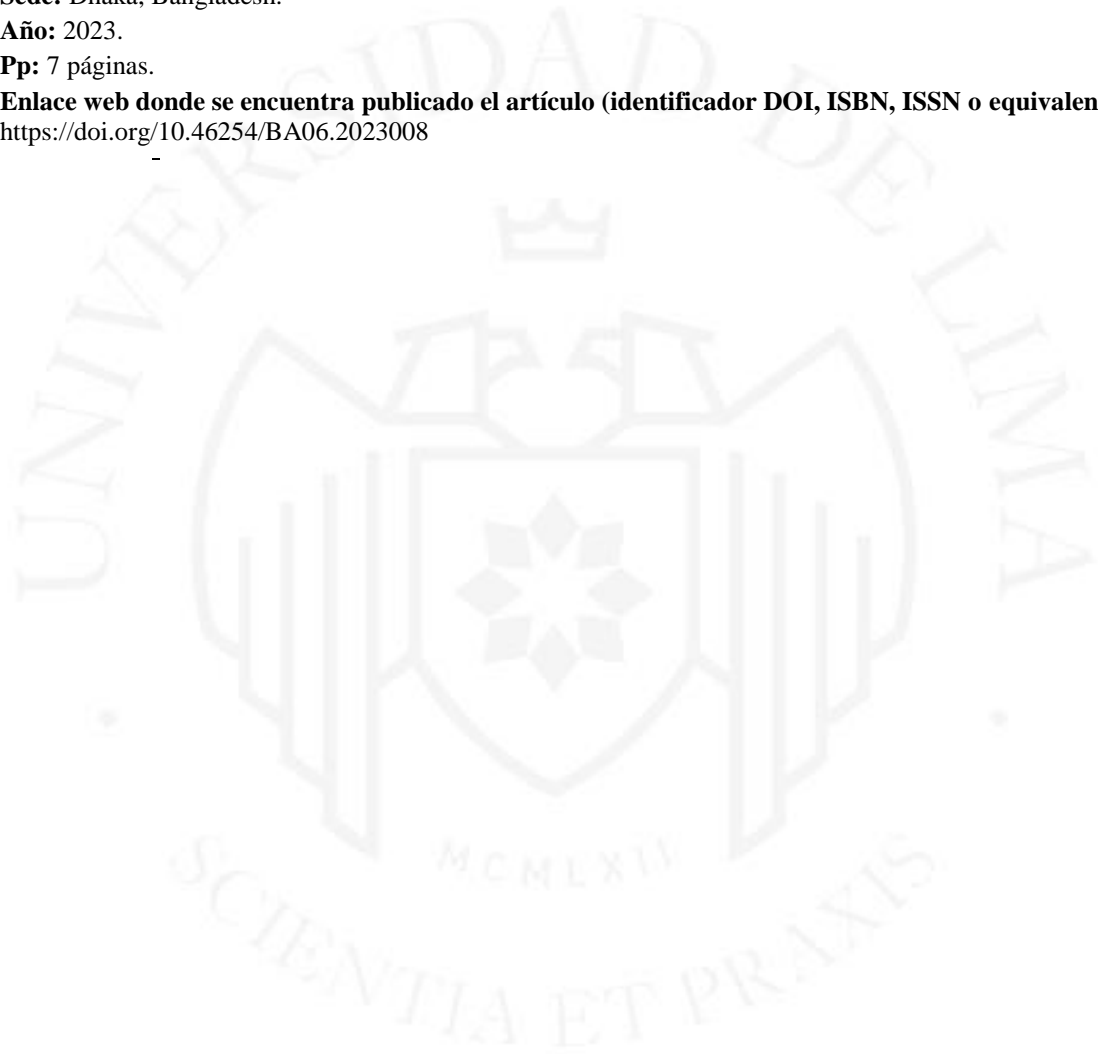 Sede: Dhaka, Bangladesh.
Año: 2023.
Pp: 7 páginas.
Enlace web donde se encuentra publicado el artículo (identificador DOI, ISBN, ISSN o equivalen
https://doi.org/10.46254/BA06.2023008
UNIVERSIDAD DE LIMA
MCMLXII
SCIENTIA ET PRAXIS